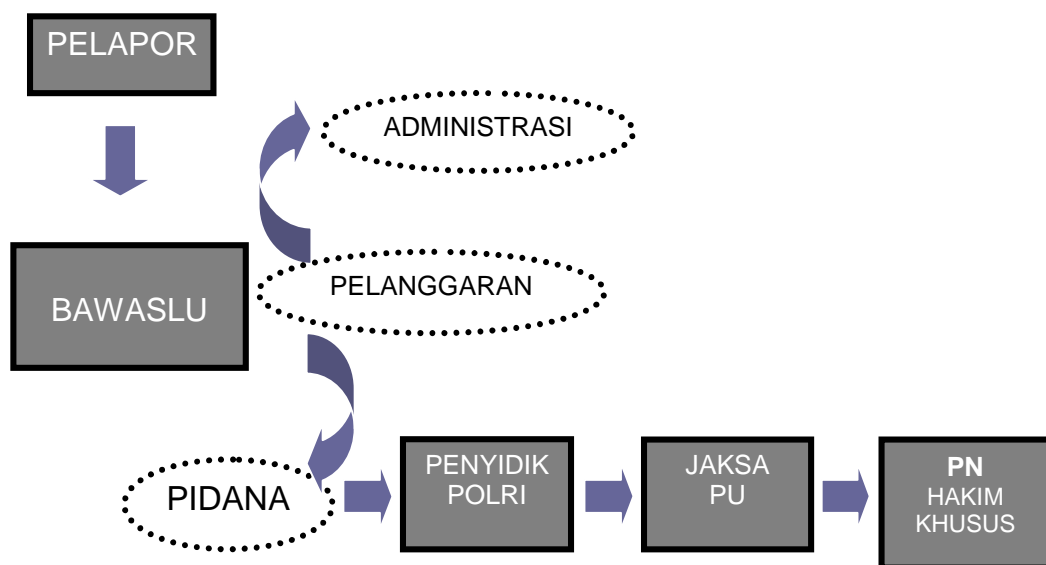 PELAPOR
ADMINISTRASI
BAWASLU
PELANGGARAN
PIDANA
PENYIDIK
POLRI
JAKSA
PU
PN
HAKIM
KHUSUS